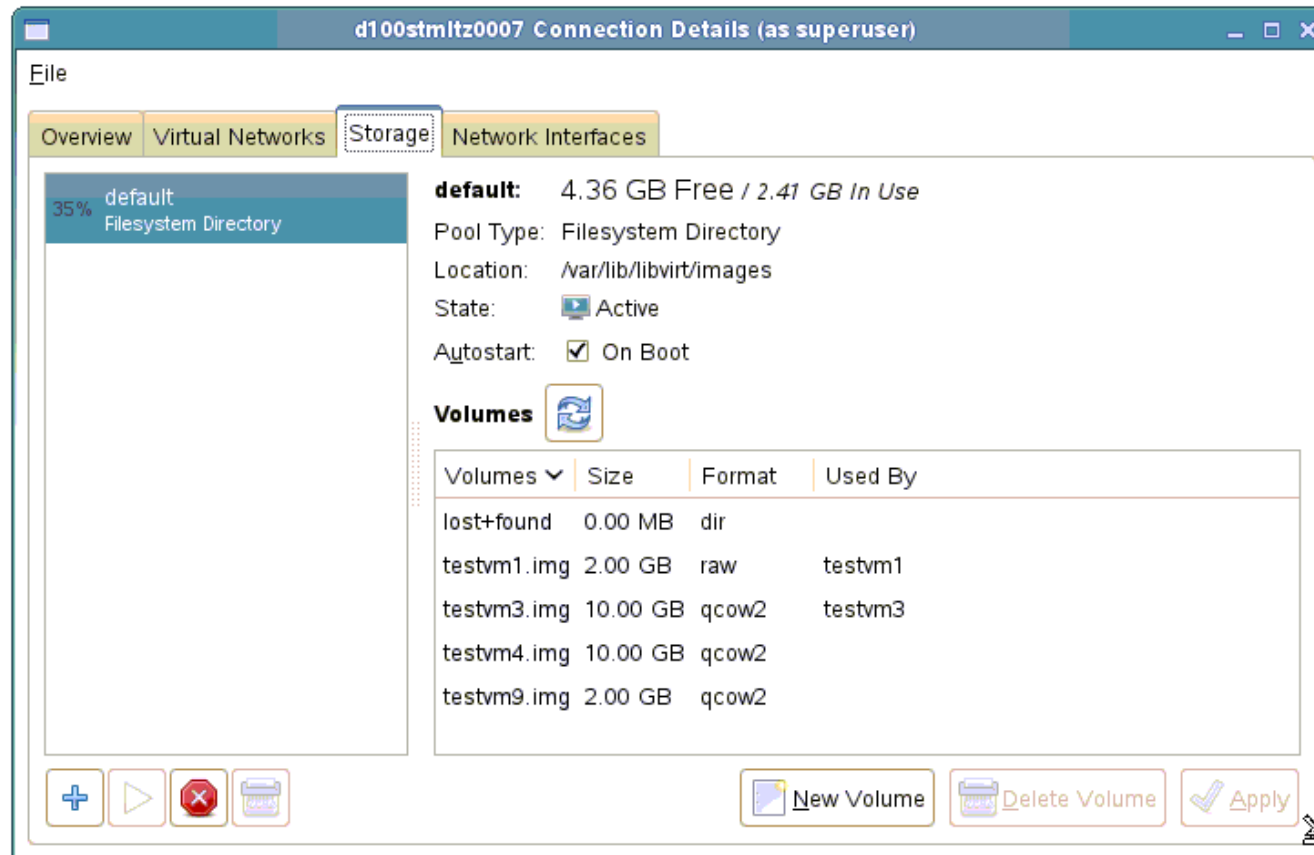 d100stmltz0007 Connection Details (as superuser)
File
Overview Virtual Networks Storage Network Interfaces
35% default
Filesystem Directory
default: 4.36 GB Free / 2.41 GB In Use
Pool Type: Filesystem Directory
Location: /var/lib/libvirt/images
State: Active
Autostart: On Boot
Volumes
Volumes Size Format Used By
lost+found 0.00 MB dir
testvm1.img 2.00 GB raw testvm1
testvm3.img 10.00 GB qcow2 testvm3
testvm4.img 10.00 GB qcow2
testvm9.img 2.00 GB qcow2
New Volume Delete Volume Apply